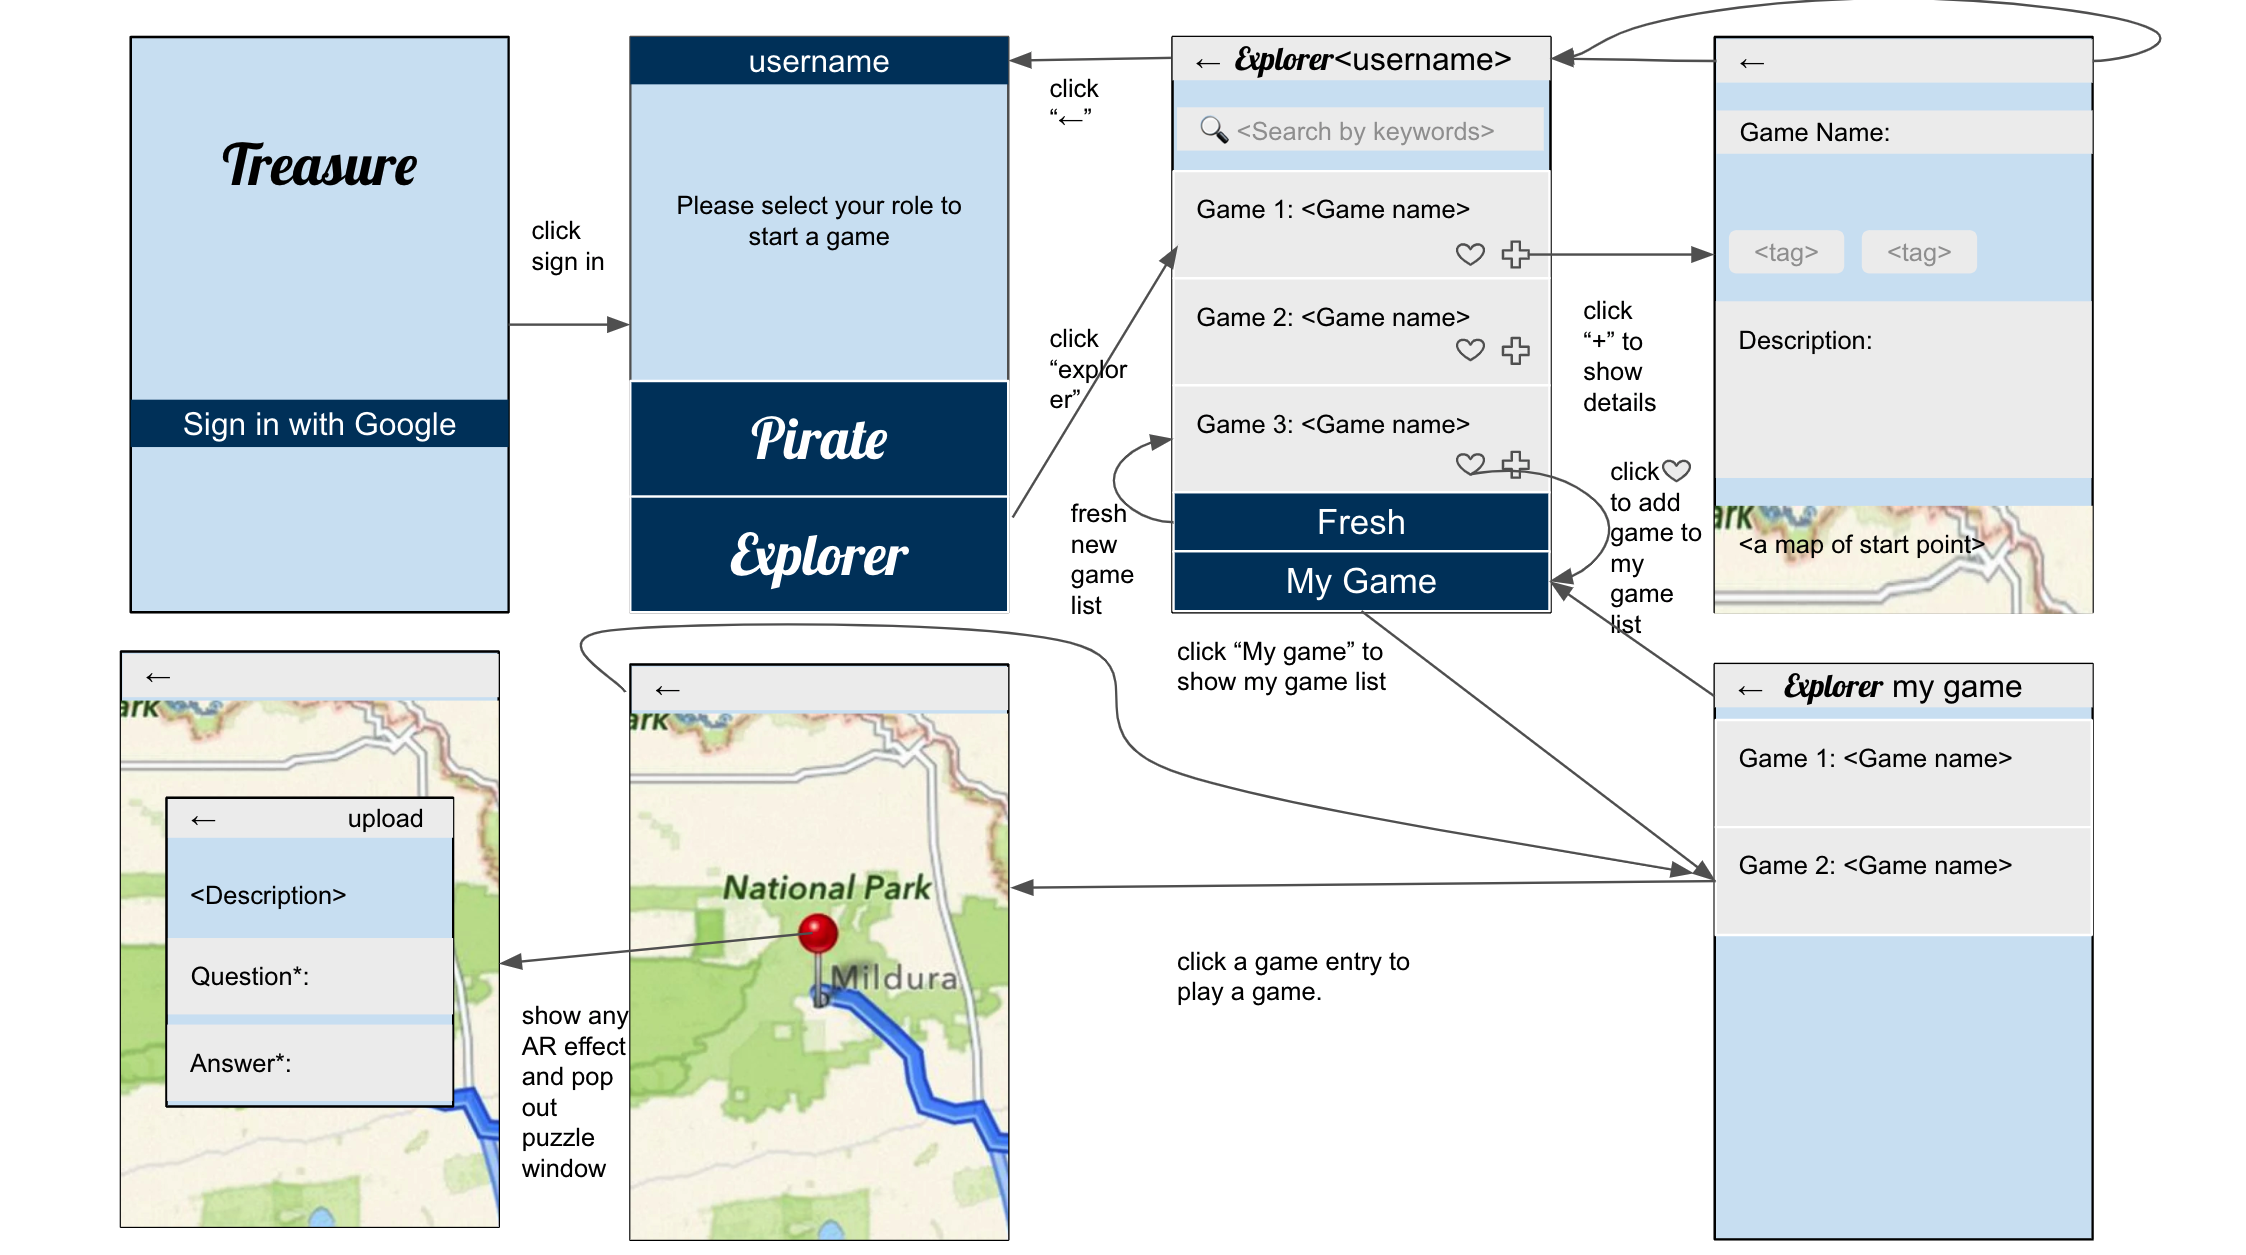 Treasure
Sign in with Google
click
sign in
username
Please select your role to
start a game
Pirate
Explorer
click
“←”
click
“explor
er”
← Explorer<username>
🔍 <Search by keywords>
Game 1: <Game name>
Game 2: <Game name>
Game 3: <Game name>
Fresh
My Game
fresh
new
game
list
click
“+” to
show
details
click♡
to add
game to
my
game
list
←
Game Name:
<tag> <tag>
Description:
ark
<a map of start point>
click “My game” to
show my game list
←
ark
← upload
<Description>
Question*:
Answer*:
show any
AR effect
and pop
out
puzzle
window
←
ark
National Park
Mildura
click a game entry to
play a game.
← Explorer my game
Game 1: <Game name>
Game 2: <Game name>